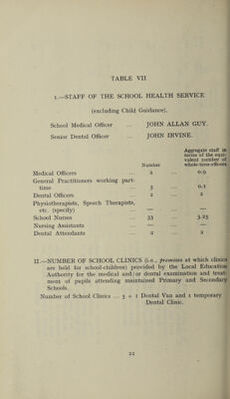 TABLE VII
I.—STAFF OF THE SCHOOL HEALTH SERVICE
(excluding Child Guidance).
School Medical Officer ... JOHN ALLAN GUY.
Senior Dental Officer ... JOHN IRVINE.
Number
Aggregate staff in terms of the equivalent number of whole-time officers
Medical Officers ... 2 ... 0.9
General Practitioners working part-
time ... 3 ... 0.1
Dental Officers ... 2 ... 2
Physiotherapists, Speech Therapists,
etc. (specify) ... — ... —
School Nurses ... 33 ... 3.25
Nursing Assistants ... — ... —
Dental Attendants ... 2 ... 2
II.—NUMBER OF SCHOOL CLINICS (i.e., premises at which clinics
are held for school-children) provided by the Local Education
Authority for the medical and/or dental examination and treat-
ment of pupils attending maintained Primary and Secondary
Schools.
Number of School Clinics ... 3 + 1 Dental Van and 1 temporary
Dental Clinic.
22